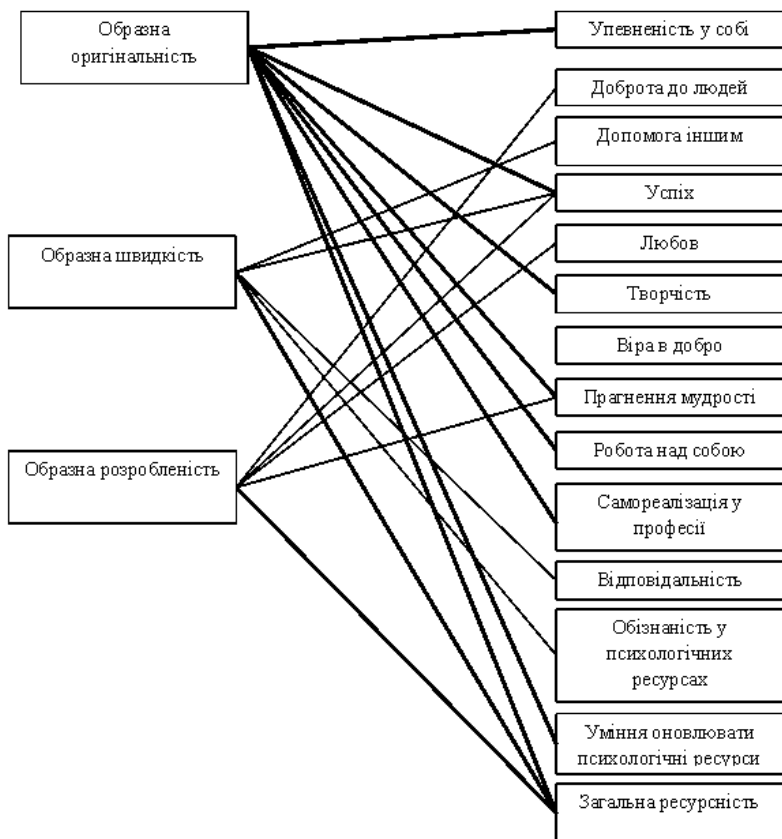 Образна
оригінальність
Образна швидкість
Образна розробленість
Упевненість у собі
Доброта до людей
Допомога іншим
Успіх
Любов
Творчість
Віра в добро
Прагнення мудрості
Робота над собою
Самореалізація у
професії
Відповідальність
Обізнаність у
психологічних
ресурсах
Уміння оновлювати
психологічні ресурси
Загальна ресурсність